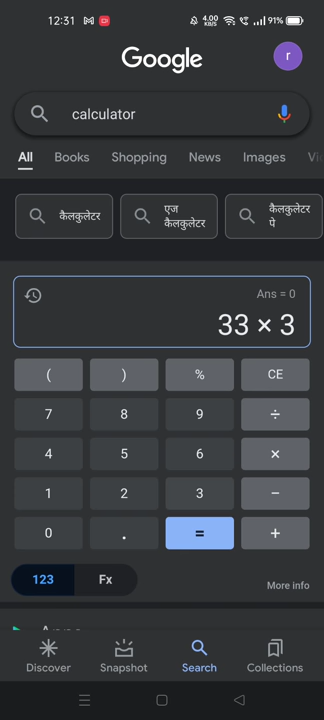 12:31 4.00 KB/S 91%
Google
r
calculator
All Books Shopping News Images
कैलकुलेटर
एज
कैलकुलेटर
कैलकुलेटर
पे
Ans = 0
33 × 3
( ) % CE
7 8 9 ÷
4 5 6 ×
1 2 3 −
0 . = +
123 Fx
More info
Discover Snapshot Search Collections